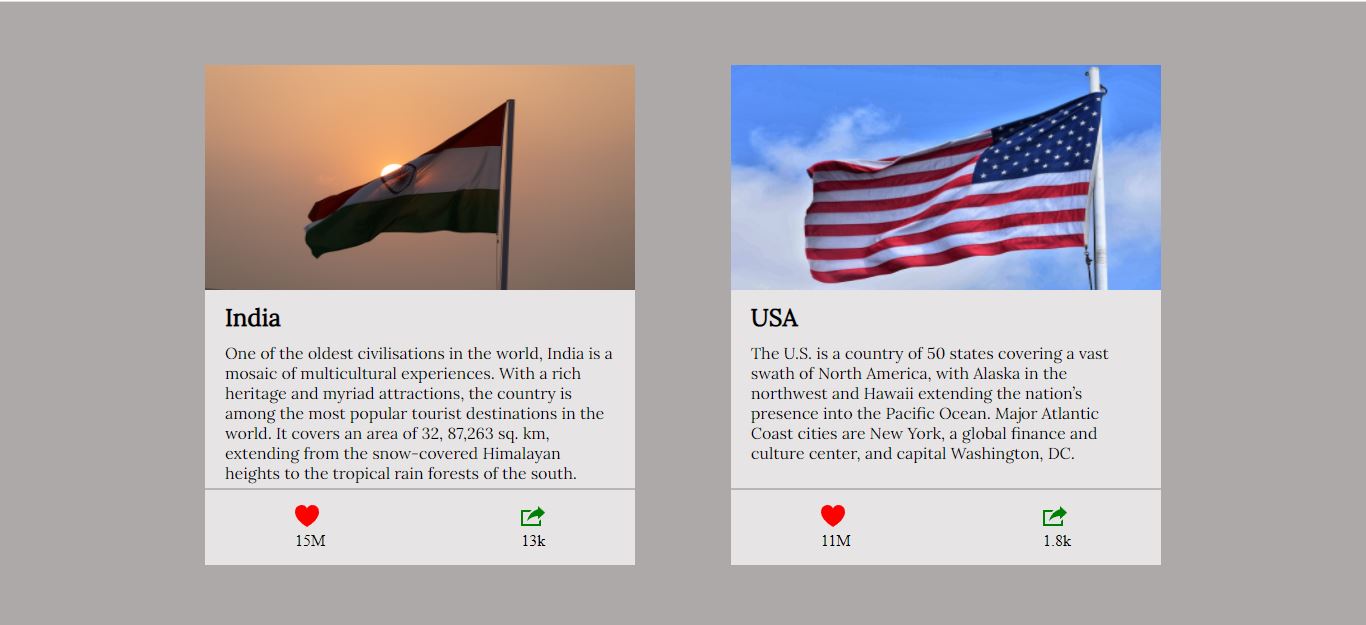 India
One of the oldest civilisations in the world, India is a
mosaic of multicultural experiences. With a rich
heritage and myriad attractions, the country is
among the most popular tourist destinations in the
world. It covers an area of 32, 87,263 sq. km,
extending from the snow-covered Himalayan
heights to the tropical rain forests of the south.
15M
13k
USA
The U.S. is a country of 50 states covering a vast
swath of North America, with Alaska in the
northwest and Hawaii extending the nation’s
presence into the Pacific Ocean. Major Atlantic
Coast cities are New York, a global finance and
culture center, and capital Washington, DC.
11M
1.8k